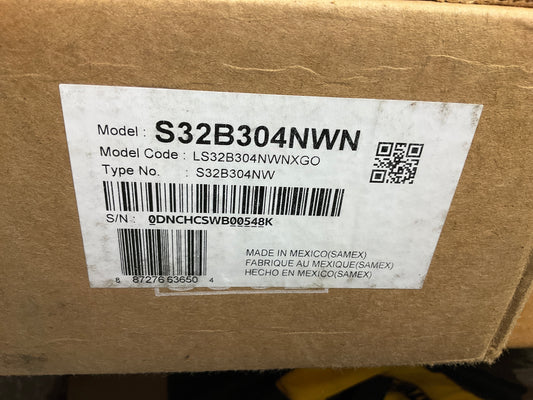 Model : S32B304NWN
Model Code : LS32B304NWNXGO
Type No. : S32B304NW
S/N : 0DNCHCSWB00548K
8 87276 63650 4
MADE IN MEXICO(SAMEX)
FABRIQUE AU MEXIQUE(SAMEX)
HECHO EN MEXICO(SAMEX)